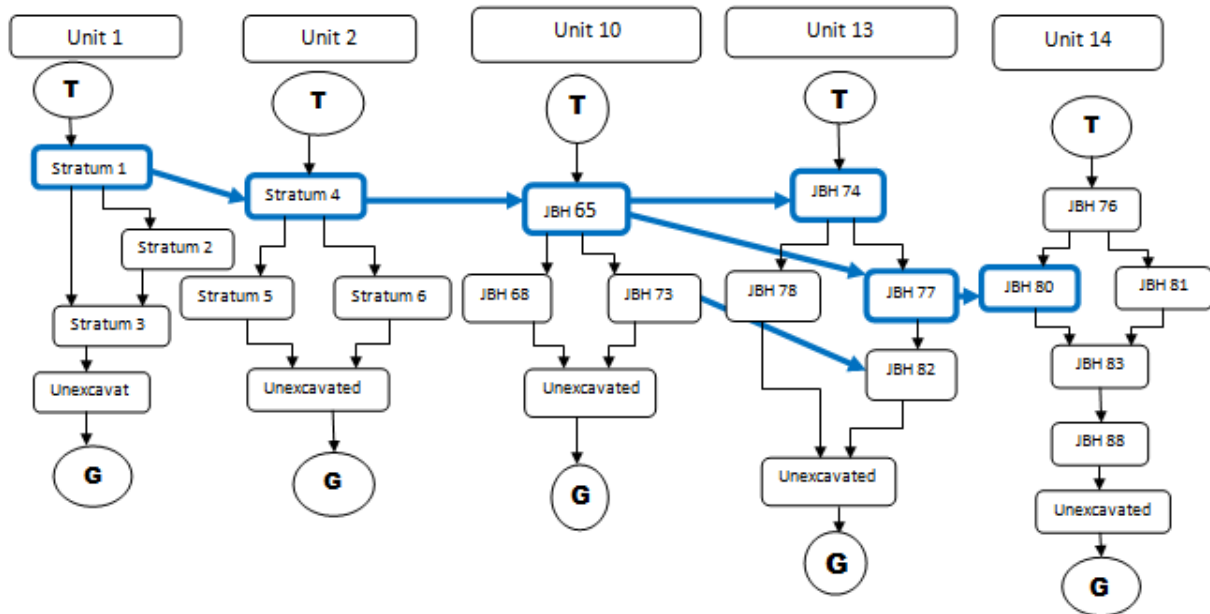 Unit 1
Unit 2
Unit 10
Unit 13
Unit 14
T
T
T
T
T
Stratum 1
Stratum 4
JBH 65
JBH 74
JBH 76
Stratum 2
Stratum 5
Stratum 6
JBH 68
JBH 73
JBH 78
JBH 77
JBH 80
JBH 81
Stratum 3
JBH 82
JBH 83
Unexcavat
Unexcavated
Unexcavated
JBH 88
Unexcavated
Unexcavated
G
G
G
G
G